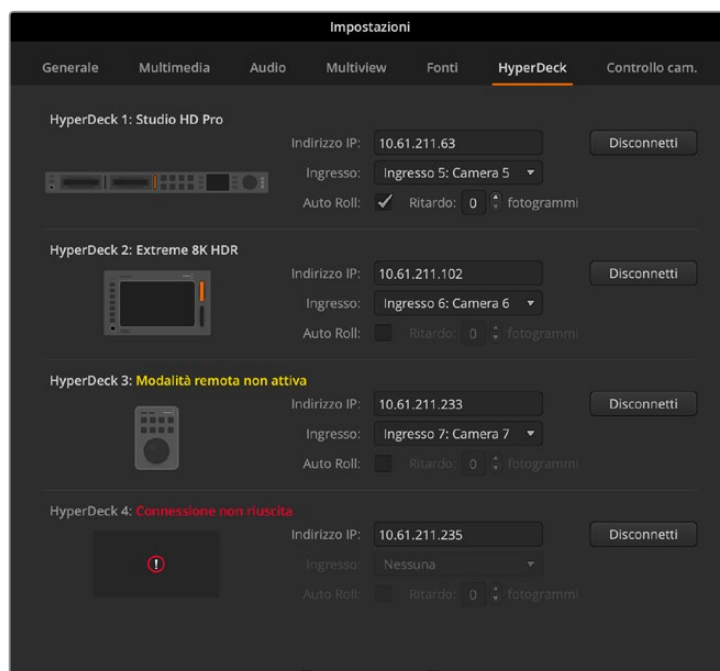 Impostazioni
Generale Multimedia Audio Multiview Fonti HyperDeck Controllo cam.
HyperDeck 1: Studio HD Pro
Indirizzo IP: 10.61.211.63 Disconnetti
Ingresso: Ingresso 5: Camera 5
Auto Roll: Ritardo: 0 fotogrammi
HyperDeck 2: Extreme 8K HDR
Indirizzo IP: 10.61.211.102 Disconnetti
Ingresso: Ingresso 6: Camera 6
Auto Roll: Ritardo: 0 fotogrammi
HyperDeck 3: Modalità remota non attiva
Indirizzo IP: 10.61.211.233 Disconnetti
Ingresso: Ingresso 7: Camera 7
Auto Roll: Ritardo: 0 fotogrammi
HyperDeck 4: Connessione non riuscita
Indirizzo IP: 10.61.211.235 Disconnetti
Ingresso: Nessuna
Auto Roll: Ritardo: 0 fotogrammi